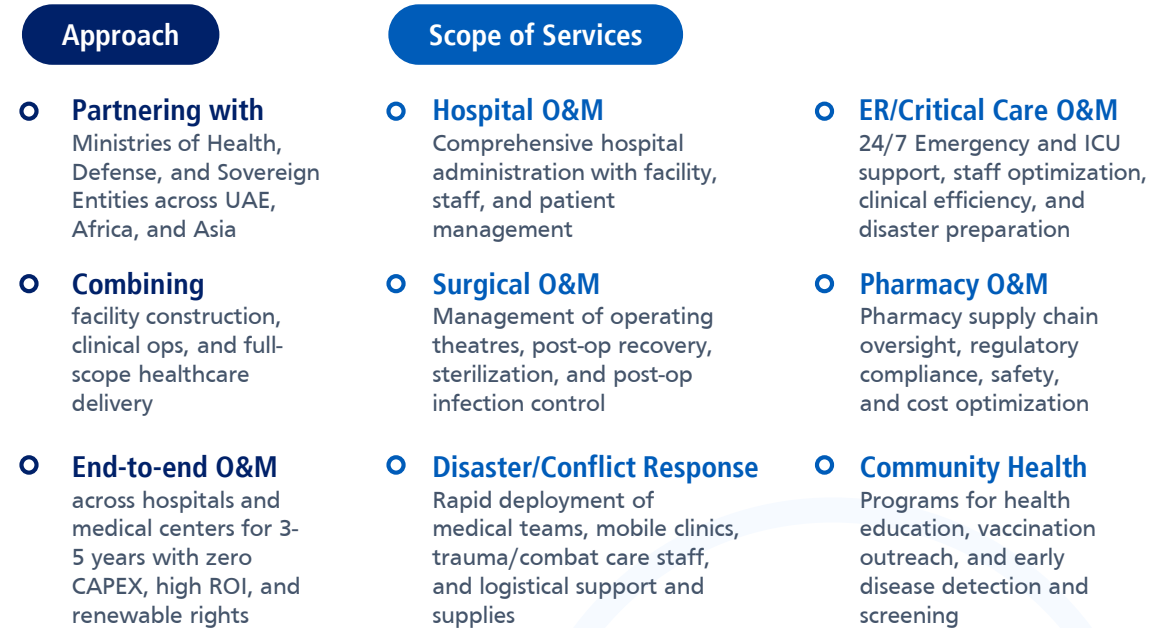 Approach
Partnering with
Ministries of Health,
Defense, and Sovereign
Entities across UAE,
Africa, and Asia
Combining
facility construction,
clinical ops, and full-
scope healthcare
delivery
End-to-end O&M
across hospitals and
medical centers for 3-
5 years with zero
CAPEX, high ROI, and
renewable rights
Scope of Services
Hospital O&M
Comprehensive hospital
administration with facility,
staff, and patient
management
Surgical O&M
Management of operating
theatres, post-op recovery,
sterilization, and post-op
infection control
Disaster/Conflict Response
Rapid deployment of
medical teams, mobile clinics,
trauma/combat care staff,
and logistical support and
supplies
ER/Critical Care O&M
24/7 Emergency and ICU
support, staff optimization,
clinical efficiency, and
disaster preparation
Pharmacy O&M
Pharmacy supply chain
oversight, regulatory
compliance, safety,
and cost optimization
Community Health
Programs for health
education, vaccination
outreach, and early
disease detection and
screening